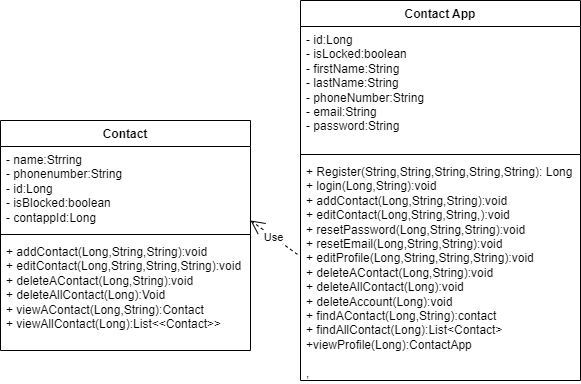 Contact App
- id:Long
- isLocked:boolean
- firstName:String
- lastName:String
- phoneNumber:String
- email:String
- password:String
+ Register(String,String,String,String,String): Long
+ login(Long,String):void
+ addContact(Long,String,String):void
+ editContact(Long,String,String,):void
+ resetPassword(Long,String,String):void
+ resetEmail(Long,String,String):void
+ editProfile(Long,String,String,String,String):void
+ deleteAContact(Long,String):void
+ deleteAllContact(Long):void
+ deleteAccount(Long):void
+ findAContact(Long,String):contact
+ findAllContact(Long):List<Contact>
+viewProfile(Long):ContactApp
,
Contact
- name:Strring
- phonenumber:String
- id:Long
- isBlocked:boolean
- contappId:Long
+ addContact(Long,String,String):void
+ editContact(Long,String,String,String):void
+ deleteAContact(Long,String):void
+ deleteAllContact(Long):Void
+ viewAContact(Long,String):Contact
+ viewAllContact(Long):List<<Contact>>
Use